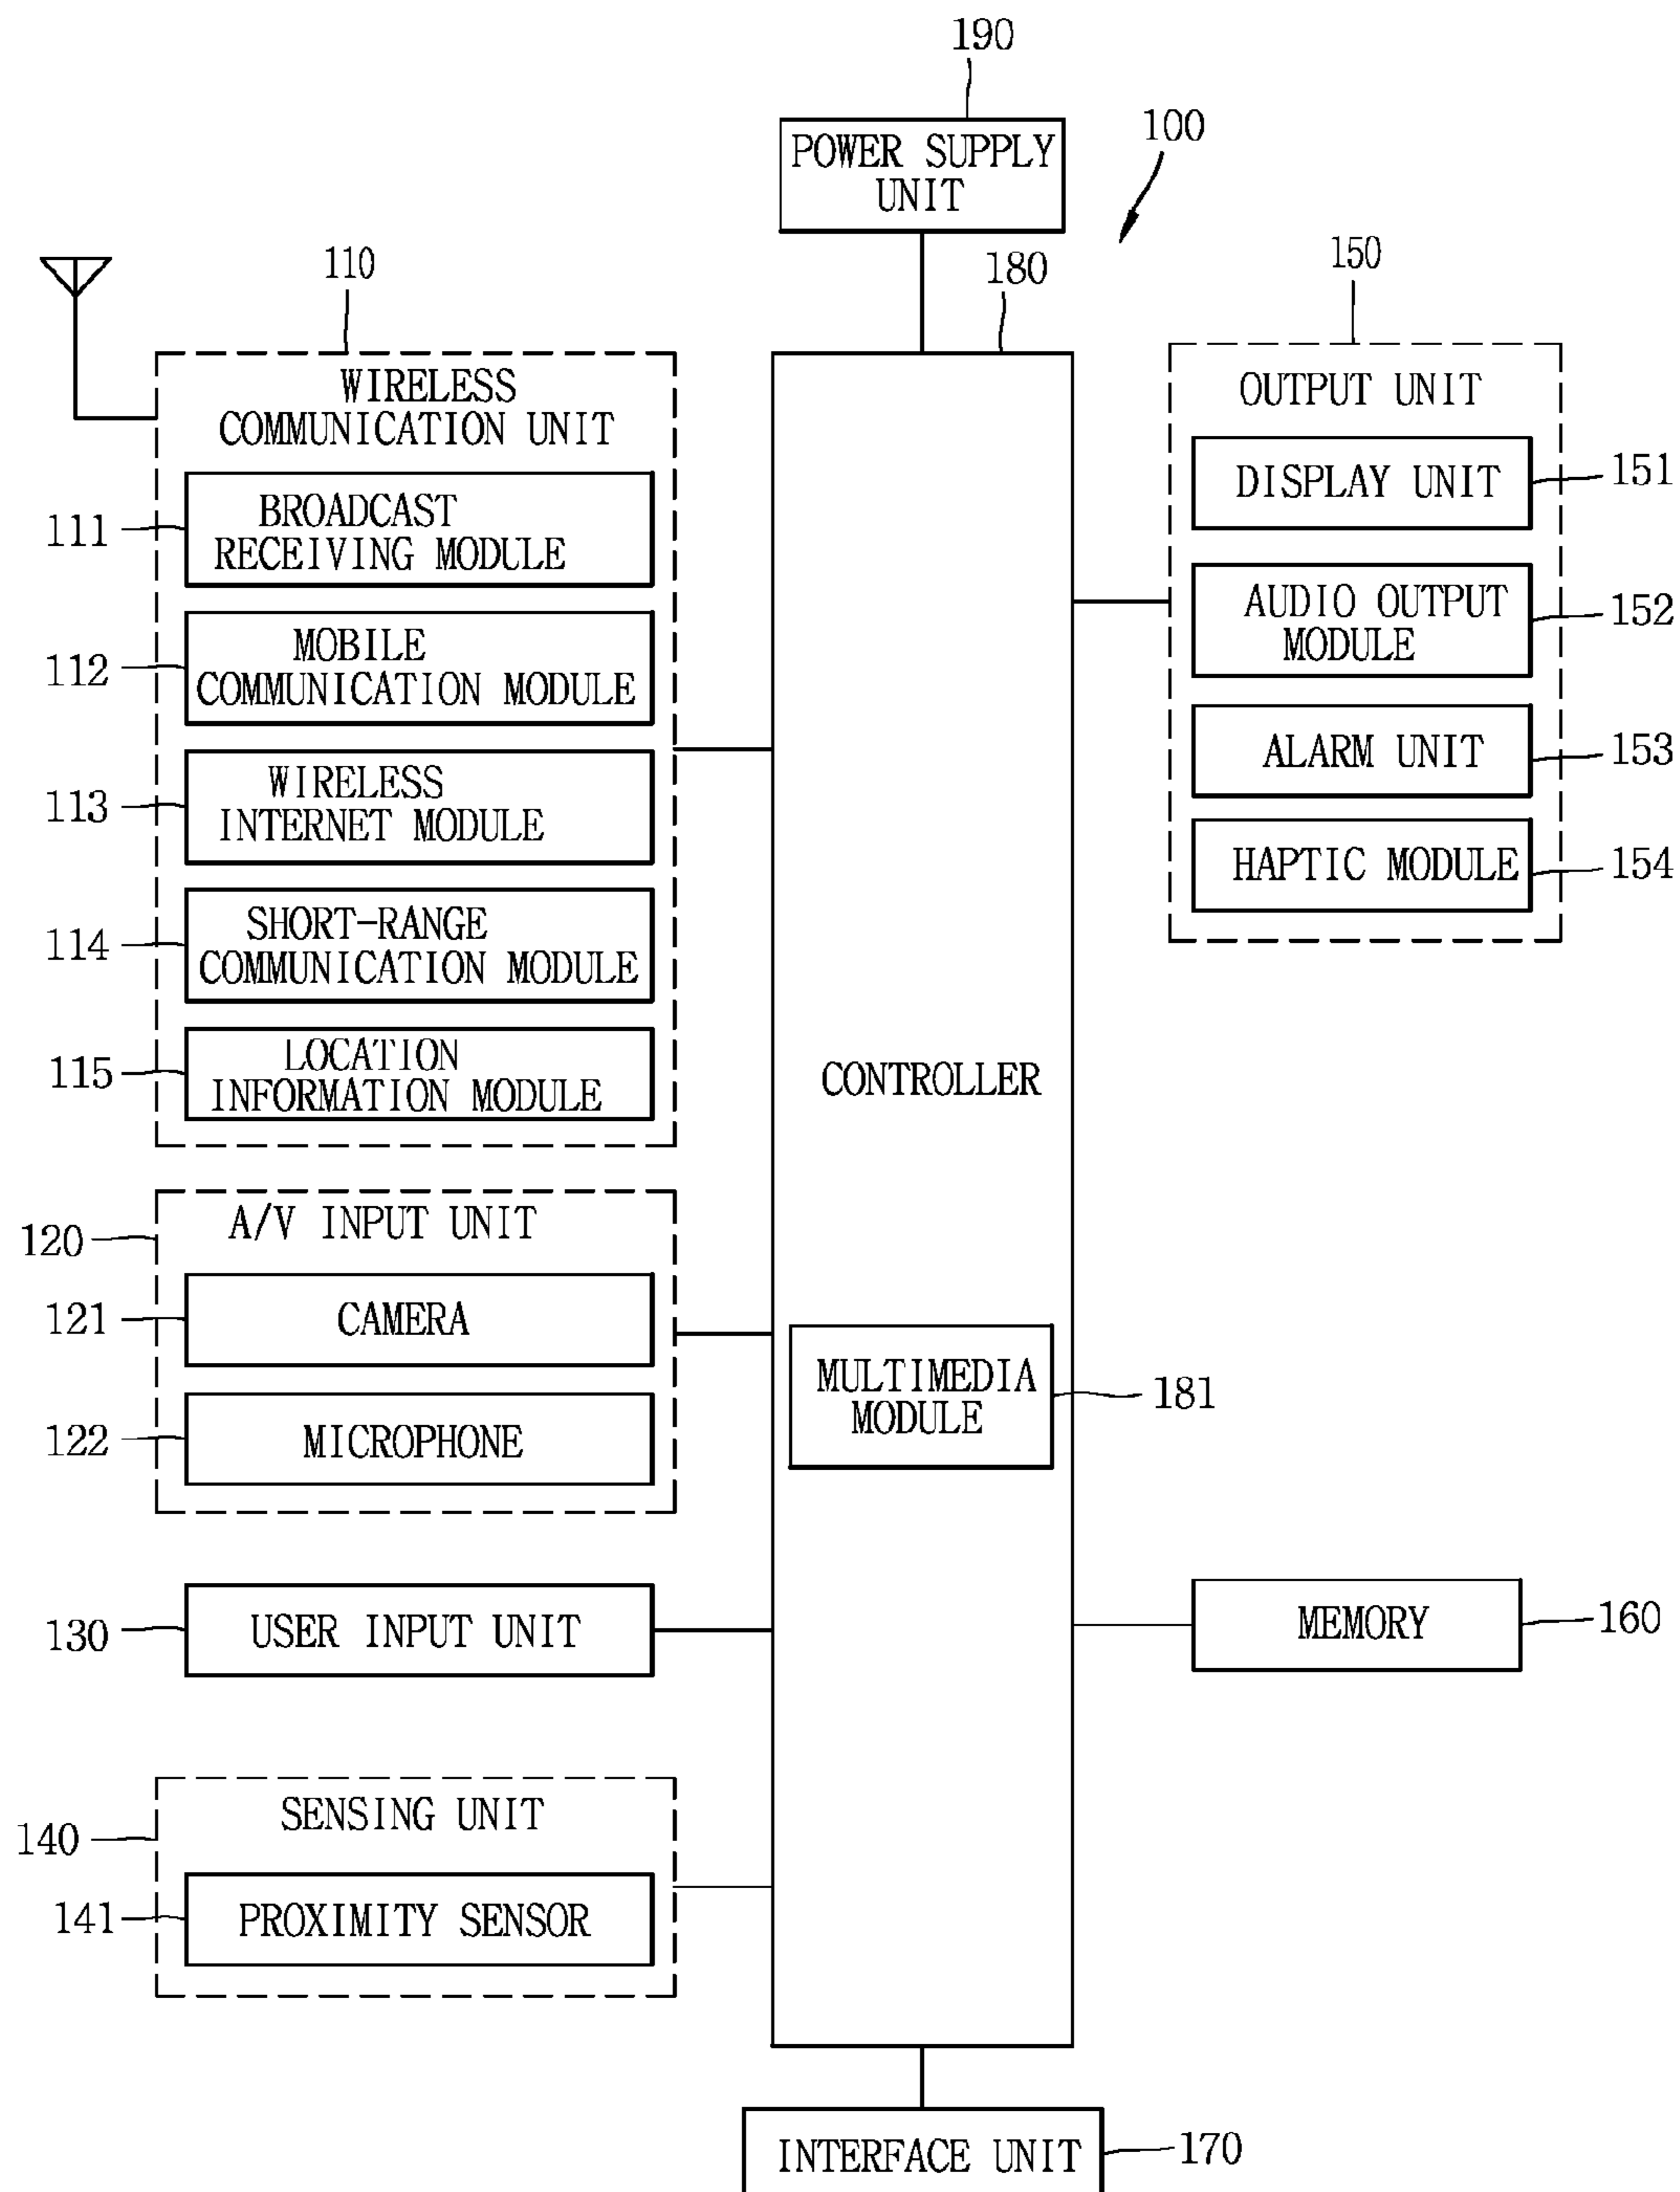 190
POWER SUPPLY
UNIT
100
110
180
150
WIRELESS
COMMUNICATION UNIT
111
BROADCAST
RECEIVING MODULE
112
MOBILE
COMMUNICATION MODULE
113
WIRELESS
INTERNET MODULE
114
SHORT-RANGE
COMMUNICATION MODULE
115
LOCATION
INFORMATION MODULE
120
A/V INPUT UNIT
121
CAMERA
122
MICROPHONE
130
USER INPUT UNIT
140
SENSING UNIT
141
PROXIMITY SENSOR
CONTROLLER
MULTIMEDIA
MODULE
181
OUTPUT UNIT
DISPLAY UNIT
151
AUDIO OUTPUT
MODULE
152
ALARM UNIT
153
HAPTIC MODULE
154
MEMORY
160
INTERFACE UNIT
170